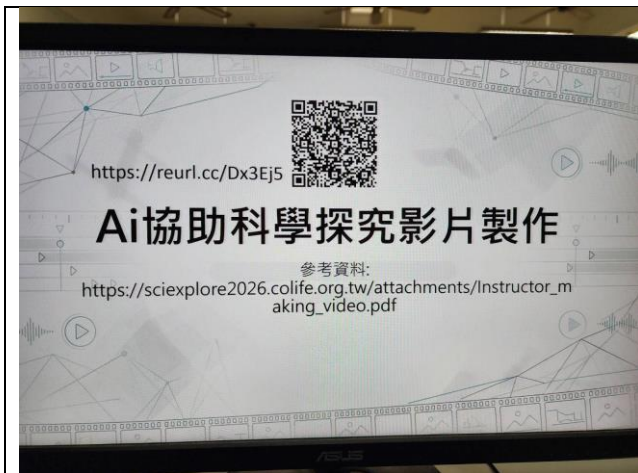 https://reurl.cc/Dx3Ej5
Ai協助科學探究影片製作
參考資料:
https://sciexplore2026.colife.org.tw/attachments/Instructor_m
aking_video.pdf
ASUS